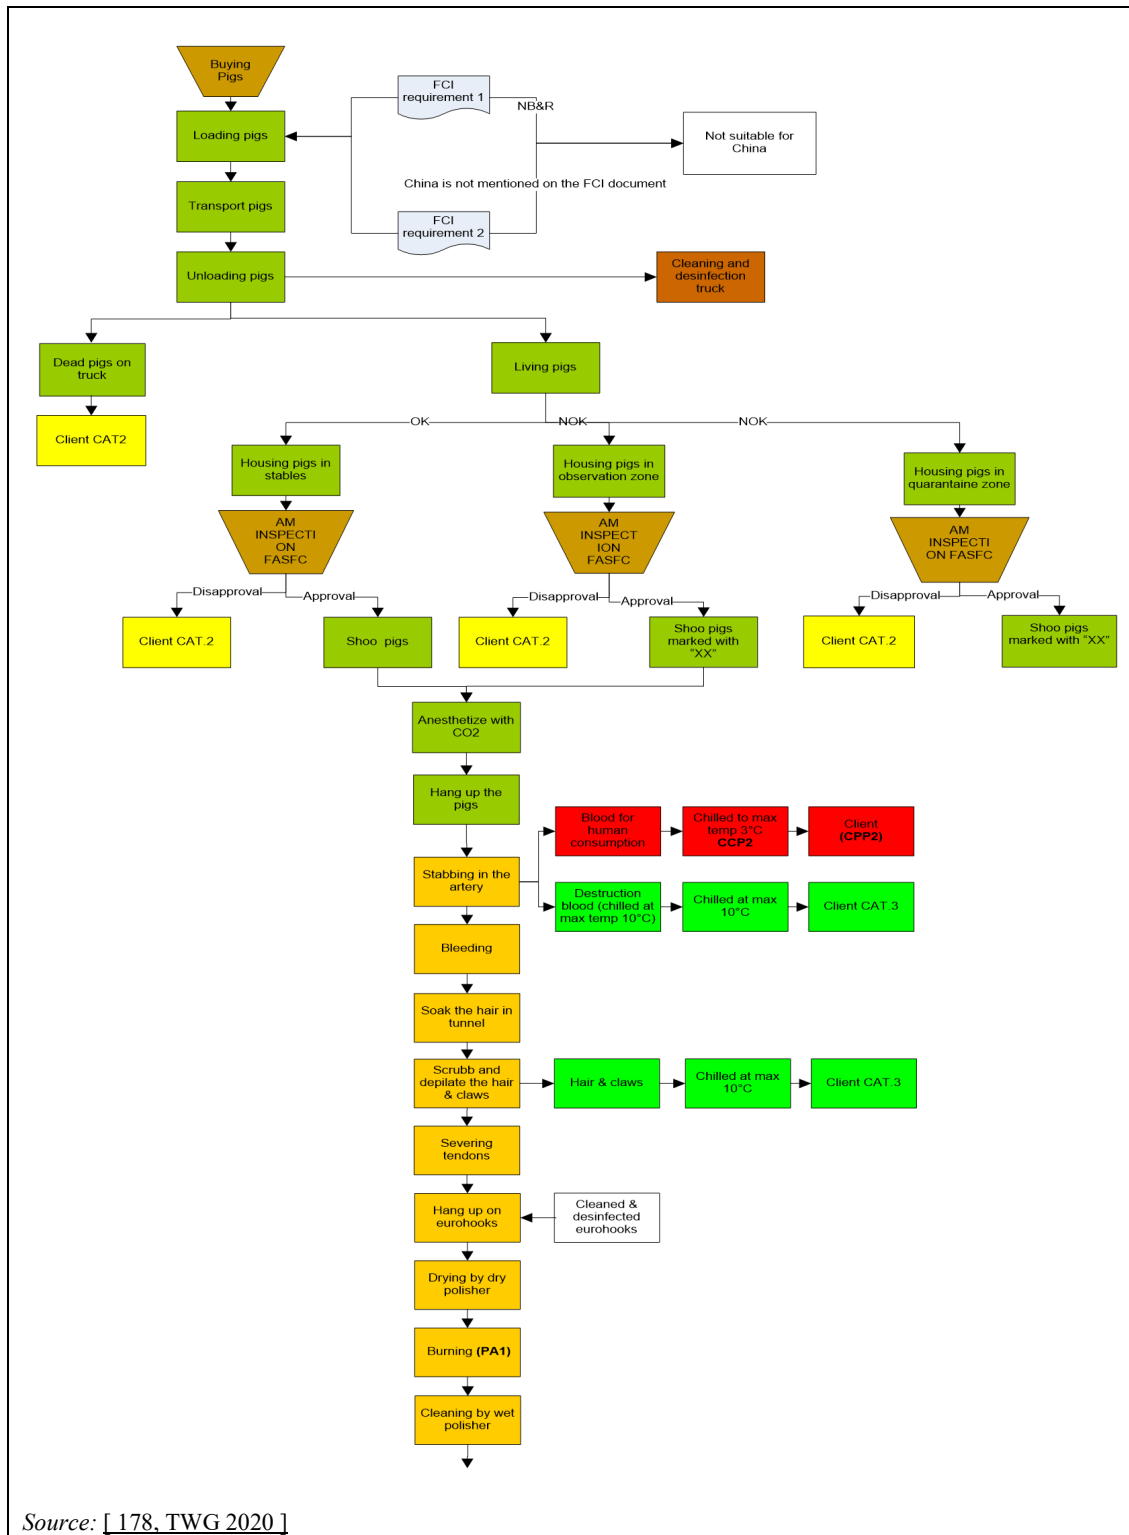 Buying
Pigs
FCI
requirement 1
NB&R
Loading pigs
Not suitable for
China
Transport pigs
China is not mentioned on the FCI document
FCI
requirement 2
Unloading pigs
Cleaning and
desinfection
truck
Dead pigs on
truck
Living pigs
Client CAT2
OK
NOK
NOK
Housing pigs in
stables
Housing pigs in
observation zone
Housing pigs in
quarantaine zone
AM
INSPECTI
ON
FASFC
AM
INSPECT
ION
FASFC
AM
INSPECTI
ON FASFC
Disapproval
Approval
Disapproval
Approval
Disapproval
Approval
Client CAT.2
Shoo pigs
Client CAT.2
Shoo pigs
marked with
"XX"
Client CAT.2
Shoo pigs
marked with "XX"
Anesthetize with
CO2
Hang up the
pigs
Blood for
human
consumption
Chilled to max
temp 3°C
CCP2
Client
(CPP2)
Stabbing in the
artery
Destruction
blood (chilled at
max temp 10°C)
Chilled at max
10°C
Client CAT.3
Bleeding
Soak the hair in
tunnel
Scrubb and
depilate the hair
& claws
Hair & claws
Chilled at max
10°C
Client CAT.3
Severing
tendons
Hang up on
eurohooks
Cleaned &
desinfected
eurohooks
Drying by dry
polisher
Burning (PA1)
Cleaning by wet
polisher
Source: [ 178, TWG 2020 ]